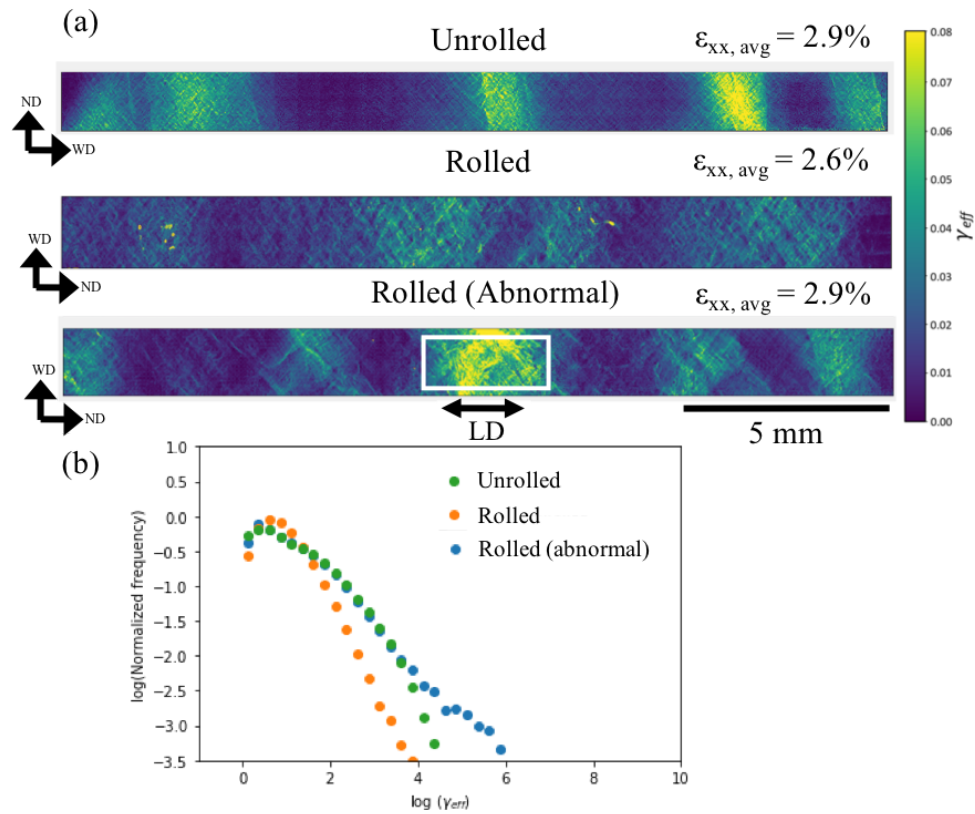 (a)
Unrolled
εxx, avg = 2.9%
ND
WD
Rolled
εxx, avg = 2.6%
WD
ND
Rolled (Abnormal)
εxx, avg = 2.9%
WD
ND
LD
5 mm
0.08
0.07
0.06
0.05
0.04
0.03
0.02
0.01
0.00
γeff
(b)
1.0
0.5
0.0
−0.5
−1.0
−1.5
−2.0
−2.5
−3.0
−3.5
log(Normalized frequency)
Unrolled
Rolled
Rolled (abnormal)
0 2 4 6 8 10
log (γeff)